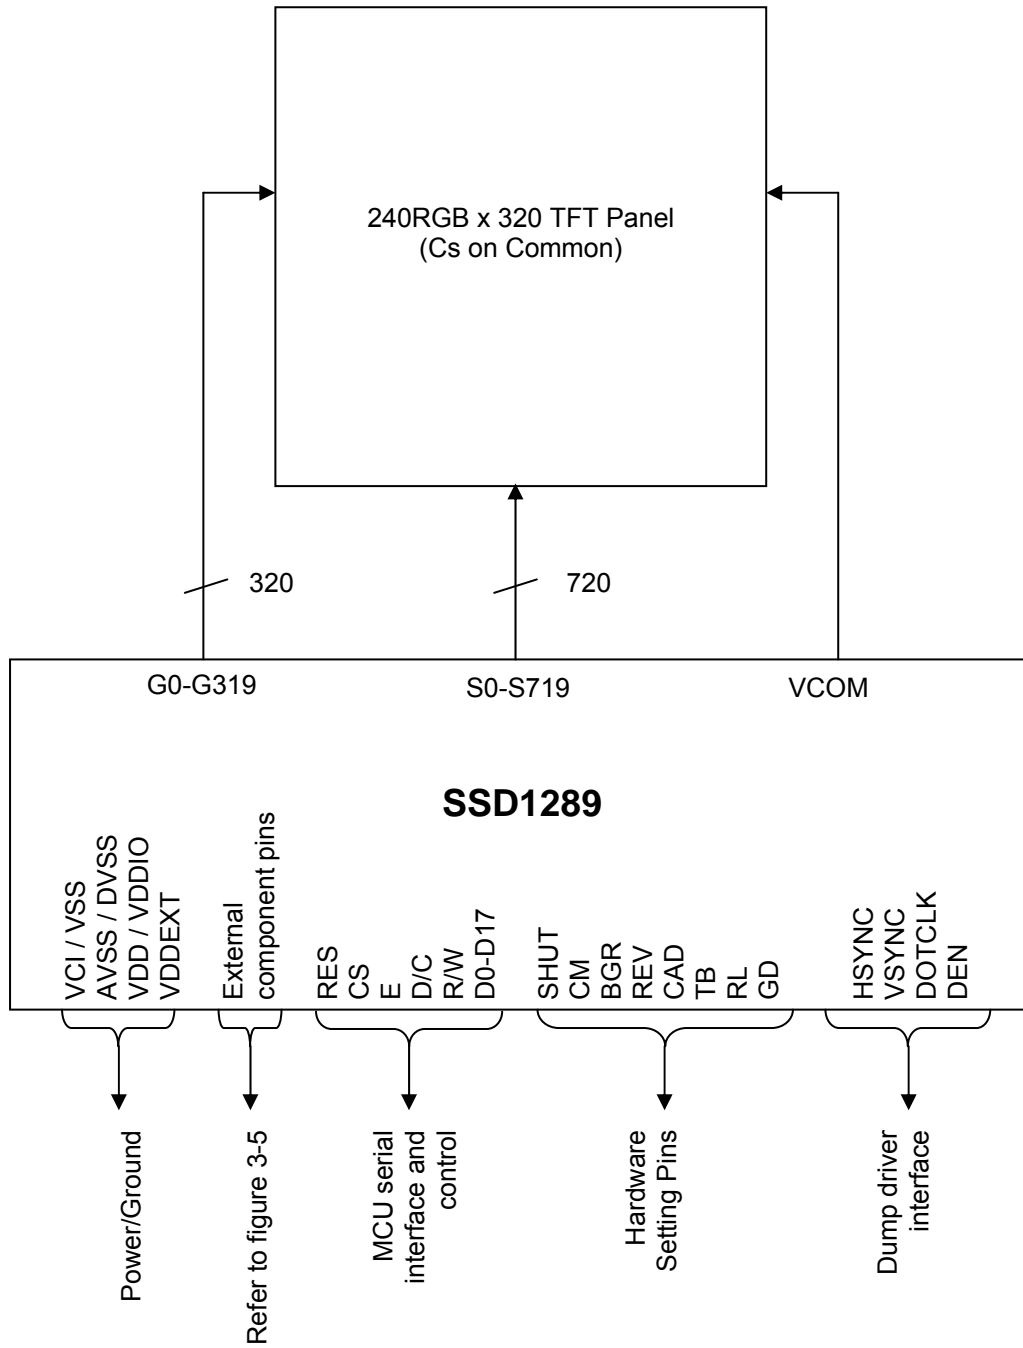 240RGB x 320 TFT Panel
(Cs on Common)
320
720
G0-G319
S0-S719
VCOM
SSD1289
VCI / VSS
AVSS / DVSS
VDD / VDDIO
VDDEXT
External
component pins
RES
CS
E
D/C
R/W
D0-D17
SHUT
CM
BGR
REV
CAD
TB
RL
GD
HSYNC
VSYNC
DOTCLK
DEN
Power/Ground
Refer to figure 3-5
MCU serial
interface and
control
Hardware
Setting Pins
Dump driver
interface